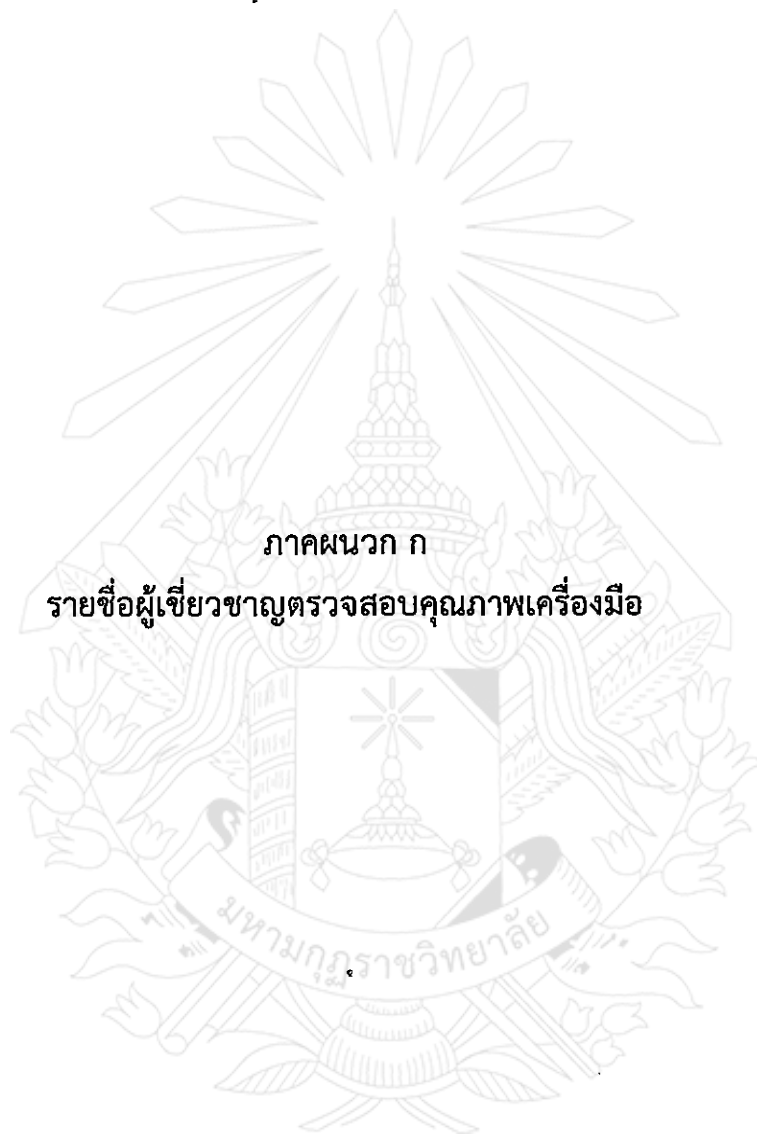 ภาคผนวก ก
รายชื่อผู้เชี่ยวชาญตรวจสอบคุณภาพเครื่องมือ
มหามกุฏราชวิทยาลัย